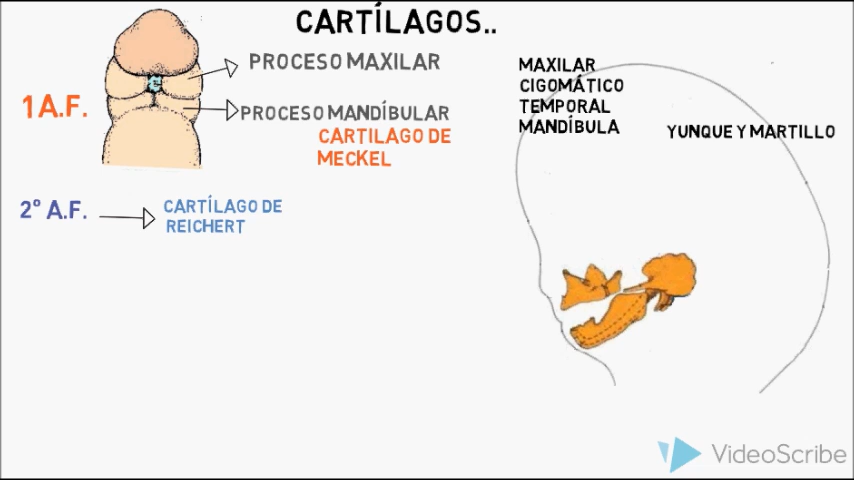 CARTÍLAGOS..
1 A.F.
PROCESO MAXILAR
PROCESO MANDÍBULAR
CARTILAGO DE
MECKEL
MAXILAR
CIGOMÁTICO
TEMPORAL
MANDÍBULA
YUNQUE Y MARTILLO
2º A.F.
CARTÍLAGO DE
REICHERT
VideoScribe